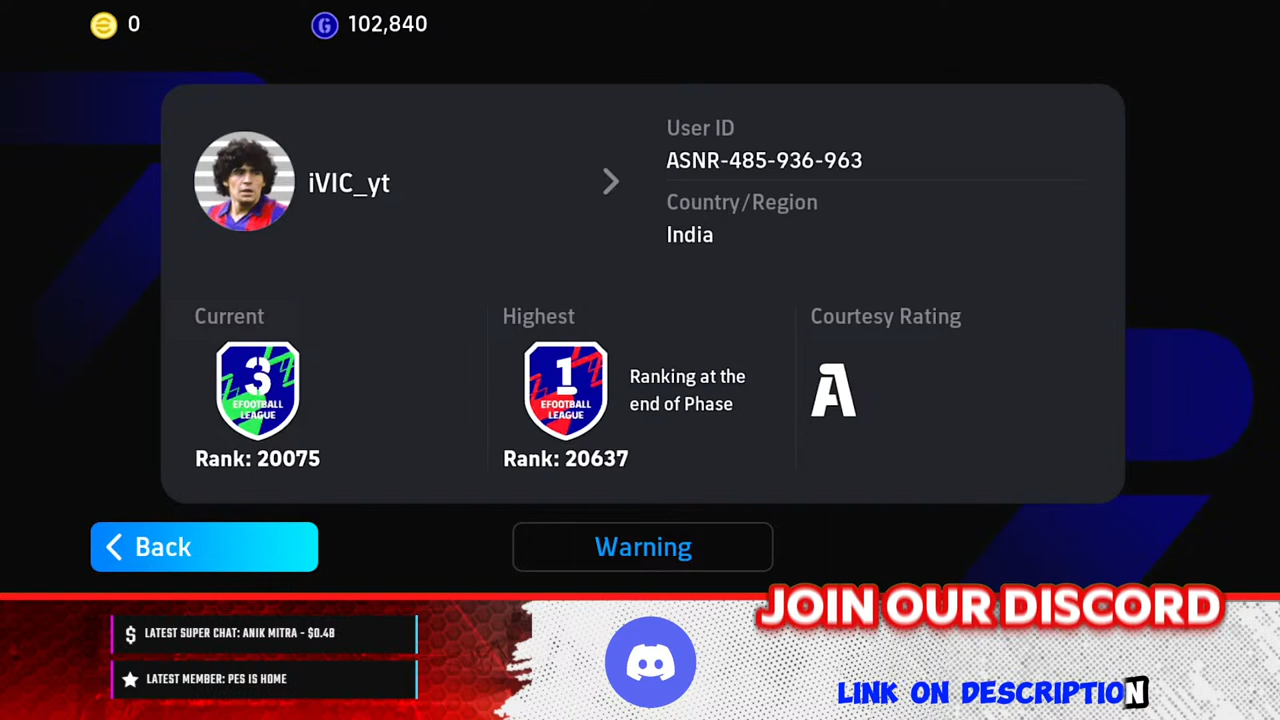 0
102,840
iVIC_yt
User ID
ASNR-485-936-963
Country/Region
India
Current
3
EFOOTBALL
LEAGUE
Rank: 20075
Highest
1
EFOOTBALL
LEAGUE
Ranking at the
end of Phase
Rank: 20637
Courtesy Rating
A
Back
Warning
JOIN OUR DISCORD
$ LATEST SUPER CHAT: ANIK MITRA - $0.48
LATEST MEMBER: PES IS HOME
LINK ON DESCRIPTION